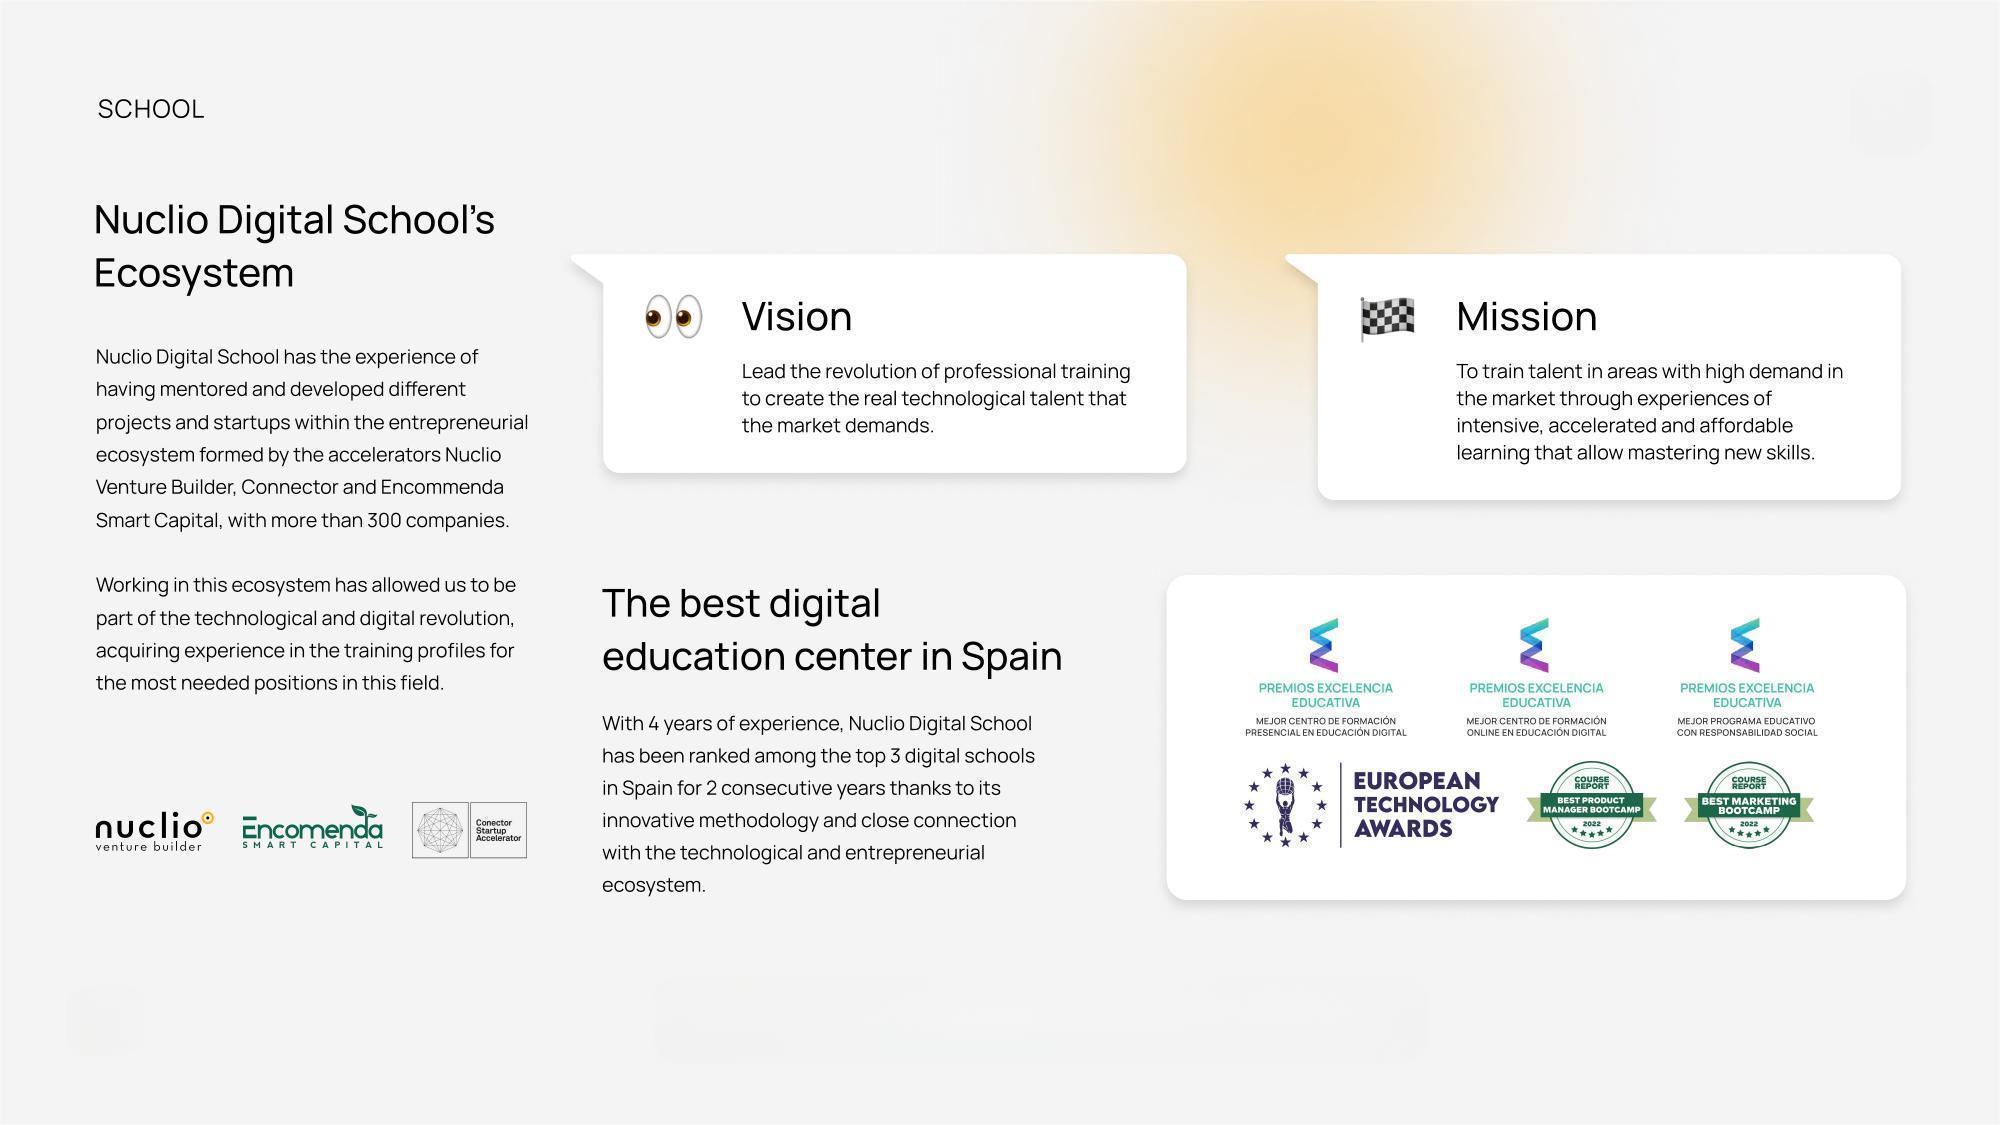 SCHOOL
Nuclio Digital School’s
Ecosystem
Nuclio Digital School has the experience of
having mentored and developed different
projects and startups within the entrepreneurial
ecosystem formed by the accelerators Nuclio
Venture Builder, Connector and Encommenda
Smart Capital, with more than 300 companies.
Working in this ecosystem has allowed us to be
part of the technological and digital revolution,
acquiring experience in the training profiles for
the most needed positions in this field.
nuclio
venture builder
Encomenda
SMART CAPITAL
Conector
Startup
Accelerator
Vision
Lead the revolution of professional training
to create the real technological talent that
the market demands.
Mission
To train talent in areas with high demand in
the market through experiences of
intensive, accelerated and affordable
learning that allow mastering new skills.
The best digital
education center in Spain
With 4 years of experience, Nuclio Digital School
has been ranked among the top 3 digital schools
in Spain for 2 consecutive years thanks to its
innovative methodology and close connection
with the technological and entrepreneurial
ecosystem.
PREMIOS EXCELENCIA
EDUCATIVA
MEJOR CENTRO DE FORMACIÓN
PRESENCIAL EN EDUCACIÓN DIGITAL
PREMIOS EXCELENCIA
EDUCATIVA
MEJOR CENTRO DE FORMACIÓN
ONLINE EN EDUCACIÓN DIGITAL
PREMIOS EXCELENCIA
EDUCATIVA
MEJOR PROGRAMA EDUCATIVO
CON RESPONSABILIDAD SOCIAL
EUROPEAN
TECHNOLOGY
AWARDS
COURSE
REPORT
BEST PRODUCT
MANAGER BOOTCAMP
2022
COURSE
REPORT
BEST MARKETING
BOOTCAMP
2022